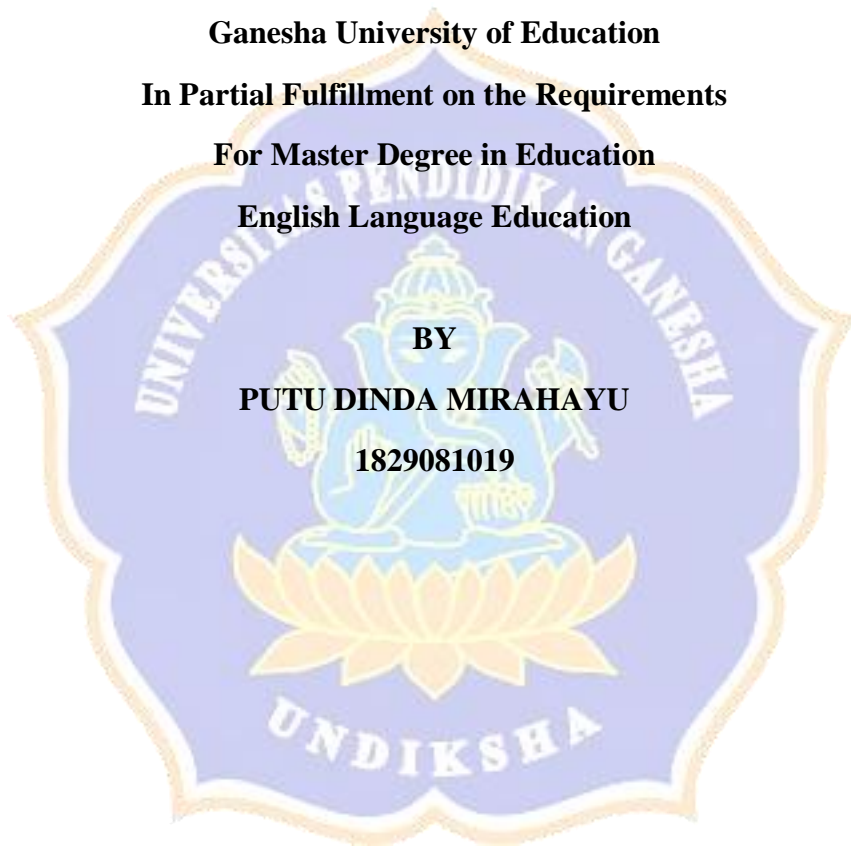 Ganesha University of Education
In Partial Fulfillment on the Requirements
For Master Degree in Education
English Language Education
UNIVERSITAS PENDIDIKAN GANESHA
BY
PUTU DINDA MIRAHAYU
1829081019
UNDIKSHA